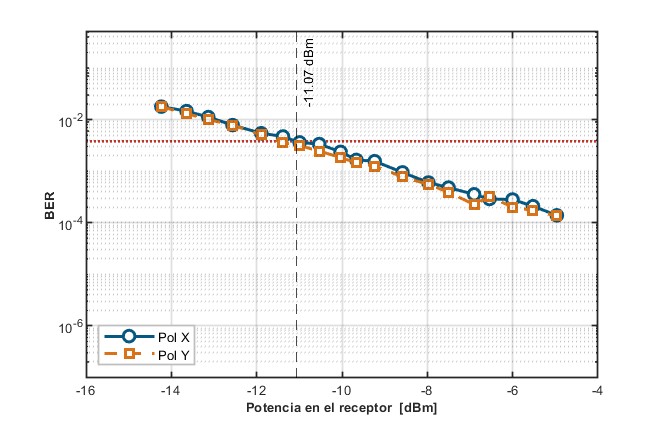 -11.07 dBm
10-2
10-4
10-6
BER
Pol X
Pol Y
-16 -14 -12 -10 -8 -6 -4
Potencia en el receptor [dBm]